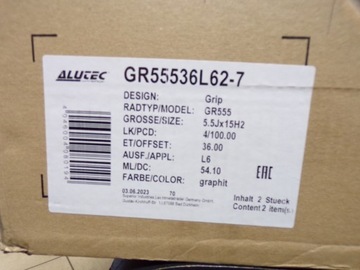 ALUTEC GR55536L62-7
DESIGN: Grip
RADTYP/MODEL: GR555
GROSSE/SIZE: 5.5Jx15H2
LK/PCD: 4/100.00
ET/OFFSET: 36.00
AUSF./APPL: L6
ML/DC: 54.10
FARBE/COLOR: graphit
EAC
03.06.2023 70
Inhalt 2 Stueck
Content 2 item(s)